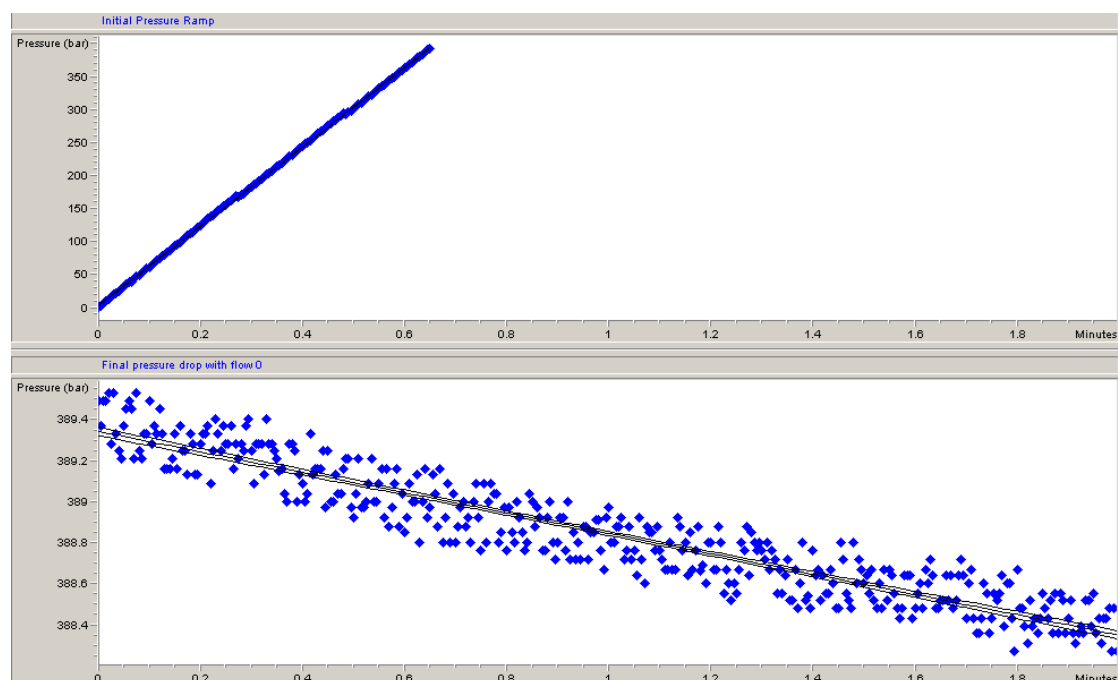 Initial Pressure Ramp
Pressure (bar)
350
300
250
200
150
100
50
0
0 0.2 0.4 0.6 0.8 1 1.2 1.4 1.6 1.8 Minutes
Final pressure drop with flow 0
Pressure (bar)
389.4
389.2
389
388.8
388.6
388.4
0 0.2 0.4 0.6 0.8 1 1.2 1.4 1.6 1.8 Minutes